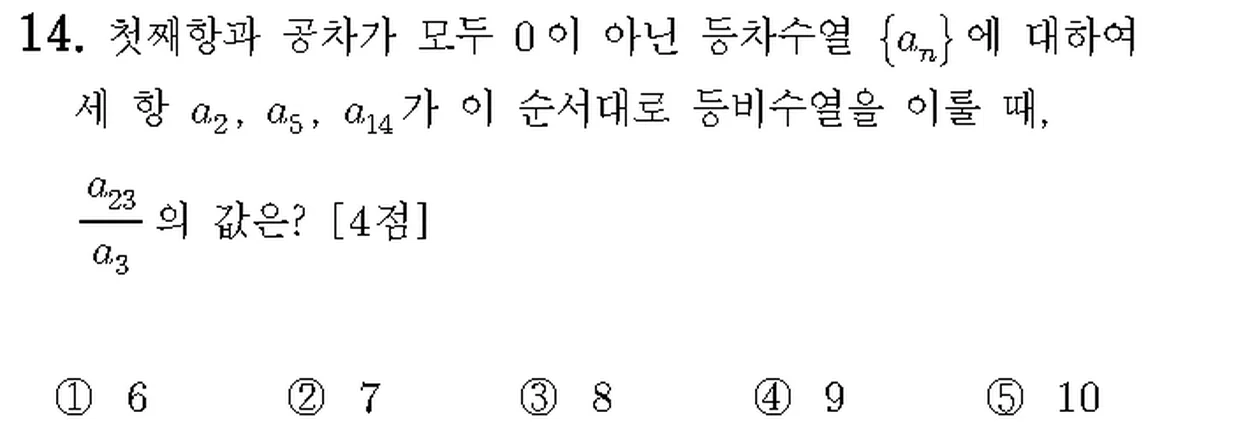 14. 첫째항과 공차가 모두 0이 아닌 등차수열 {aₙ}에 대하여
세 항 a₂, a₅, a₁₄가 이 순서대로 등비수열을 이룰 때,
a₂₃/a₃ 의 값은? [4점]
① 6 ② 7 ③ 8 ④ 9 ⑤ 10